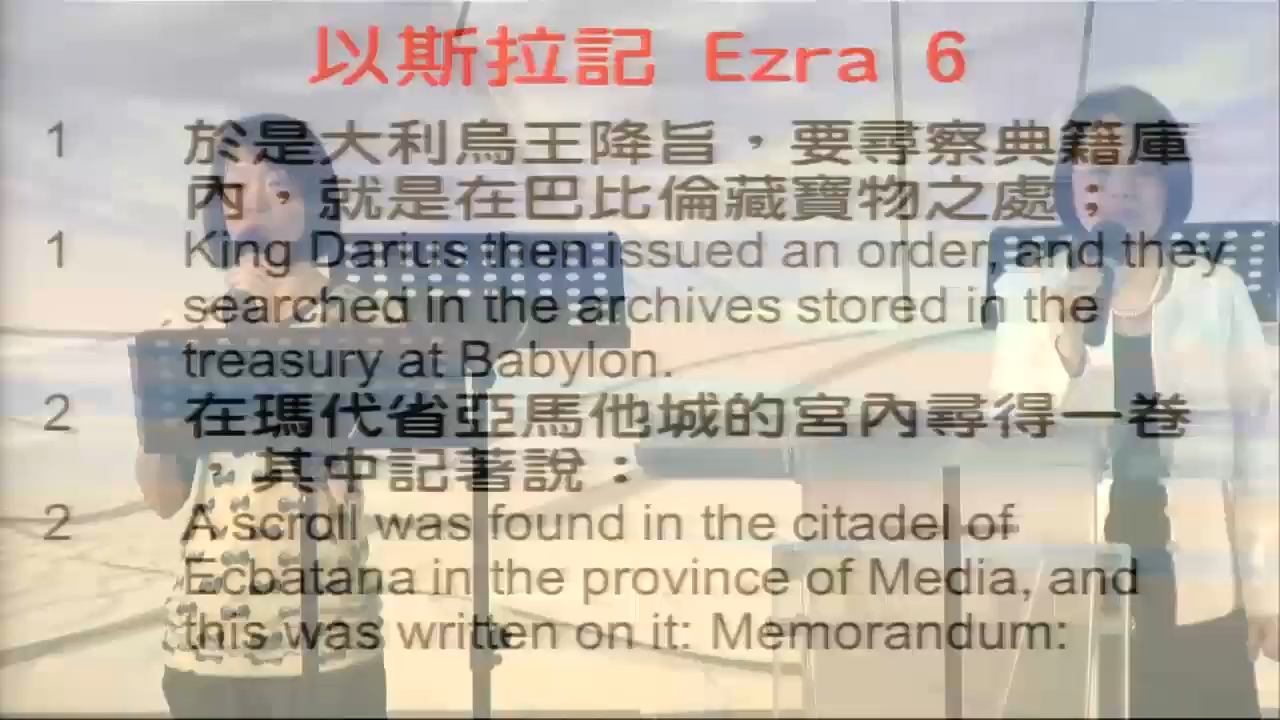 以斯拉記 Ezra 6
1 於是大利烏王降旨，要尋察典籍庫
內，就是在巴比倫藏寶物之處；
1 King Darius then issued an order, and they
searched in the archives stored in the
treasury at Babylon.
2 在瑪代省亞馬他城的宮內尋得一卷
，其中記著說：
2 A scroll was found in the citadel of
Ecbatana in the province of Media, and
this was written on it: Memorandum: